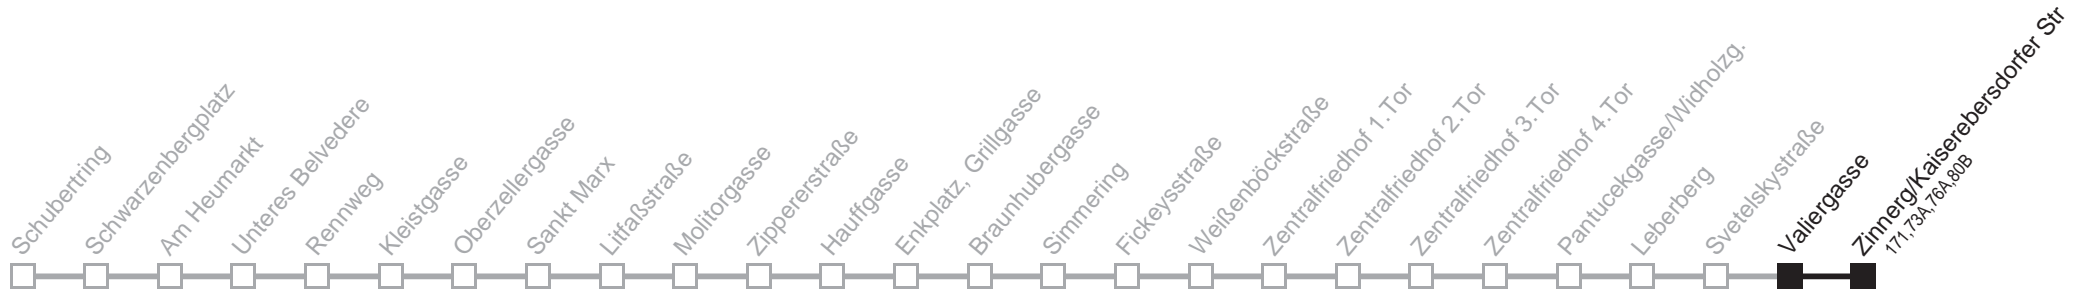 Schubertring
Schwarzenbergplatz
Am Heumarkt
Unteres Belvedere
Rennweg
Kleistgasse
Oberzellergasse
Sankt Marx
Litfaßstraße
Molitorgasse
Zippererstraße
Hauffgasse
Enkplatz, Grillgasse
Braunhubergasse
Simmering
Fickeysstraße
Weißenböckstraße
Zentralfriedhof 1.Tor
Zentralfriedhof 2.Tor
Zentralfriedhof 3.Tor
Zentralfriedhof 4.Tor
Pantucekgasse/Widholzg.
Leberberg
Svetelskystraße
Valiergasse
Zinnerg/Kaiserebersdorfer Str
171,73A,76A,80B